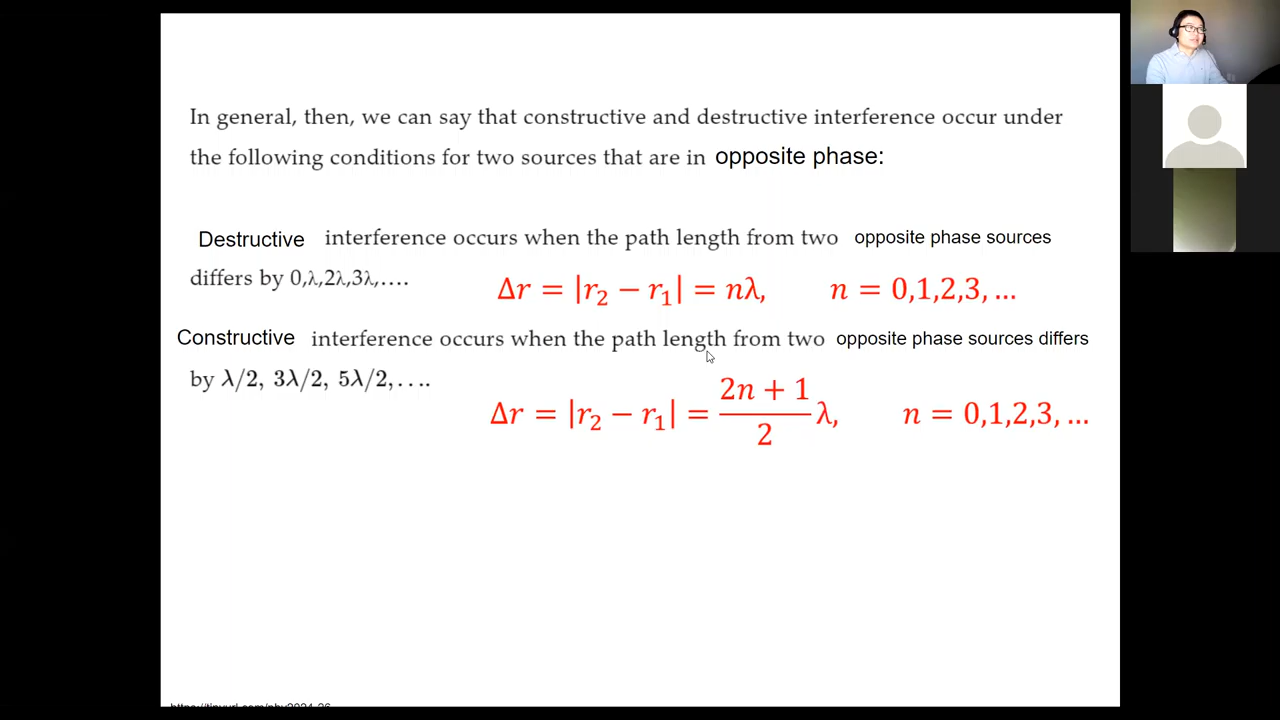 In general, then, we can say that constructive and destructive interference occur under
the following conditions for two sources that are in opposite phase:
Destructive interference occurs when the path length from two opposite phase sources
differs by 0,λ,2λ,3λ,....
Δr = |r₂ − r₁| = nλ, n = 0,1,2,3, ...
Constructive interference occurs when the path length from two opposite phase sources differs
by λ/2, 3λ/2, 5λ/2,....
Δr = |r₂ − r₁| = (2n + 1)/2 λ, n = 0,1,2,3, ...